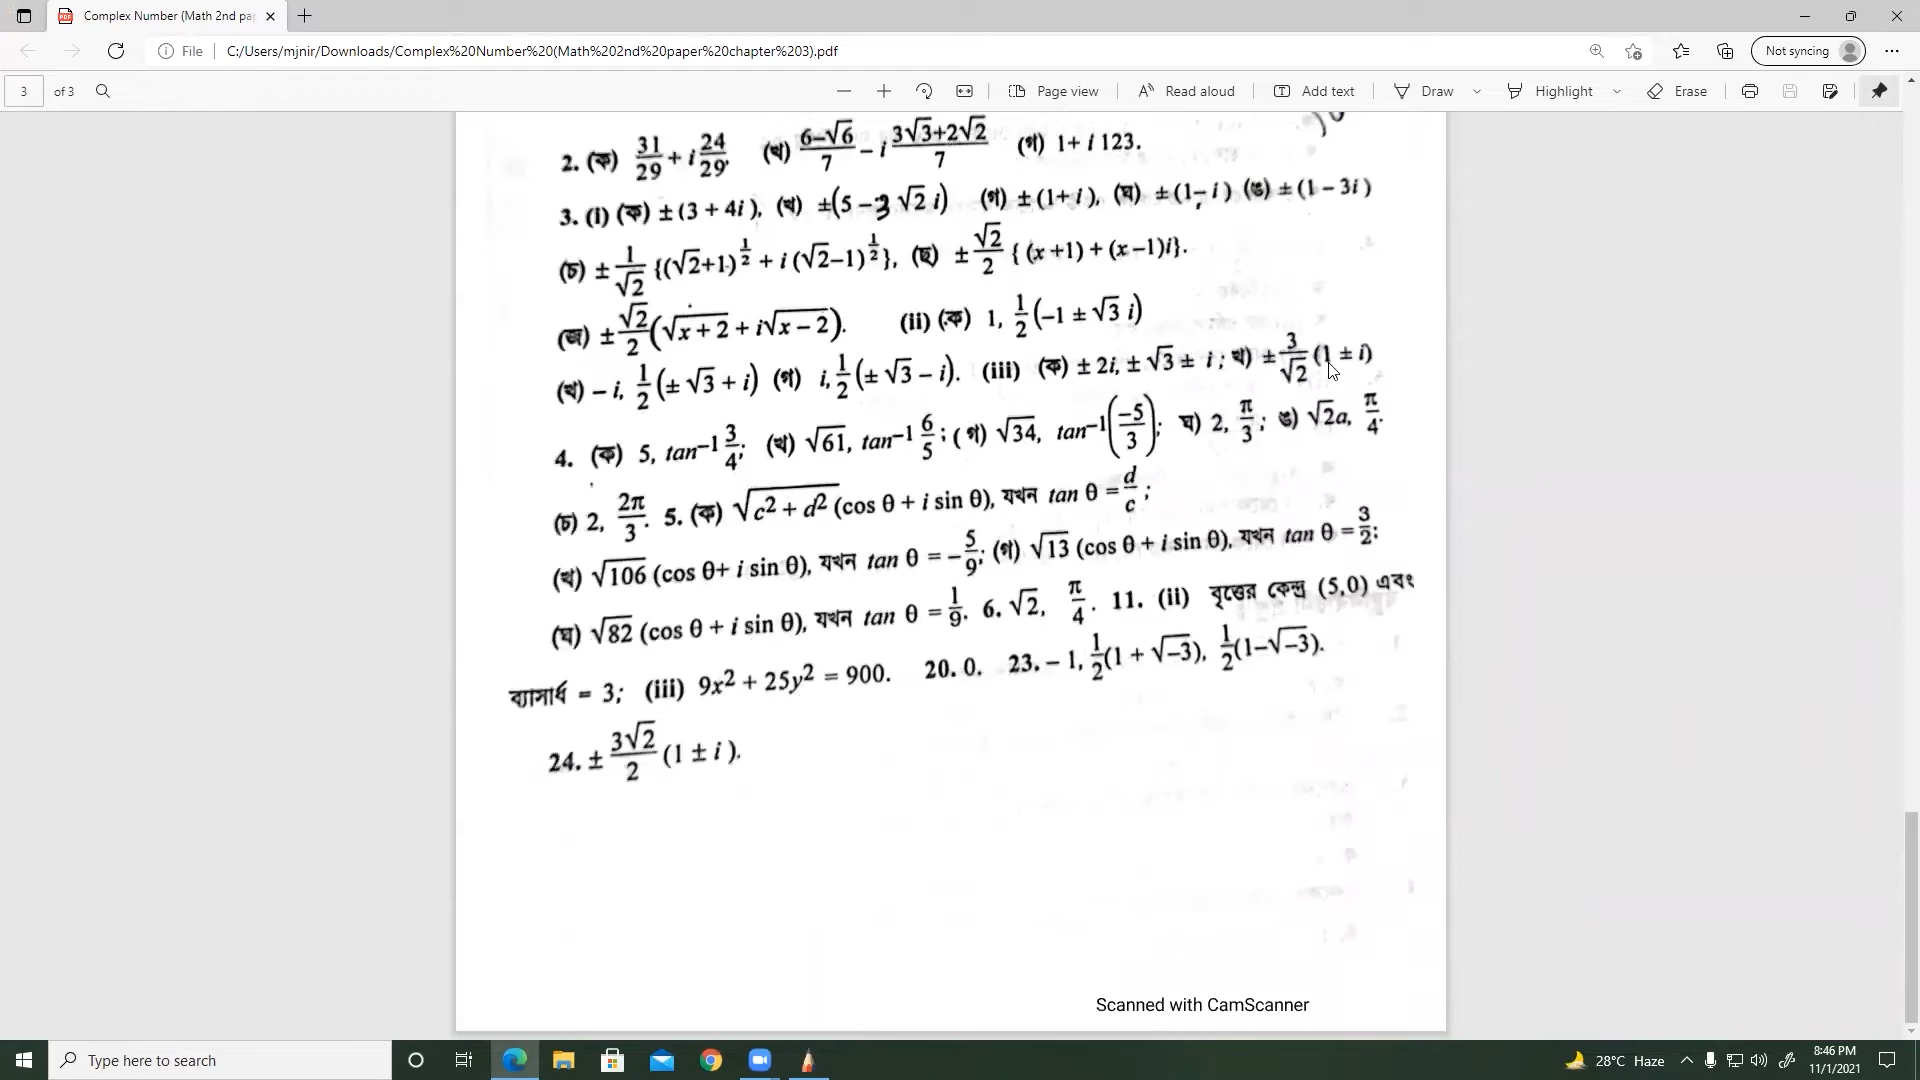 Complex Number (Math 2nd pap
File C:/Users/mjnir/Downloads/Complex%20Number%20(Math%202nd%20paper%20chapter%203).pdf Not syncing
3 of 3 Page view Read aloud Add text Draw Highlight Erase
2. (ক) 31/29 + i 24/29, (খ) (6−√6)/7 − i (3√3+2√2)/7 (গ) 1+ i 123.
3. (i) (ক) ± (3 + 4i ), (খ) ±(5 −3 √2 i) (গ) ± (1+ i ), (ঘ) ± (1− i ) (ঙ) ± (1 − 3i )
(চ) ± 1/√2 {(√2+1)^(1/2) + i (√2−1)^(1/2)}, (ছ) ± √2/2 { (x +1) + (x −1)i}.
(জ) ± √2/2 (√(x + 2) + i√(x − 2)). (ii) (ক) 1, 1/2 (−1 ± √3 i)
(খ) − i, 1/2 (± √3 + i) (গ) i, 1/2 (± √3 − i). (iii) (ক) ± 2i, ± √3 ± i ; খ) ± 3/√2 (1 ± i)
4. (ক) 5, tan−1 3/4; (খ) √61, tan−1 6/5 ; ( গ) √34, tan−1(−5/3); ঘ) 2, π/3 ; ঙ) √2a, π/4.
(চ) 2, 2π/3. 5. (ক) √(c2 + d2) (cos θ + i sin θ), যখন tan θ = d/c ;
(খ) √106 (cos θ+ i sin θ), যখন tan θ = −5/9; (গ) √13 (cos θ + i sin θ), যখন tan θ = 3/2;
(ঘ) √82 (cos θ + i sin θ), যখন tan θ = 1/9. 6. √2, π/4. 11. (ii) বৃত্তের কেন্দ্র (5,0) এবং
ব্যাসার্ধ = 3; (iii) 9x2 + 25y2 = 900. 20. 0. 23. − 1, 1/2(1 + √−3), 1/2(1−√−3).
24. ± 3√2/2 (1 ± i ).
Scanned with CamScanner
Type here to search 28°C Haze 8:46 PM
11/1/2021